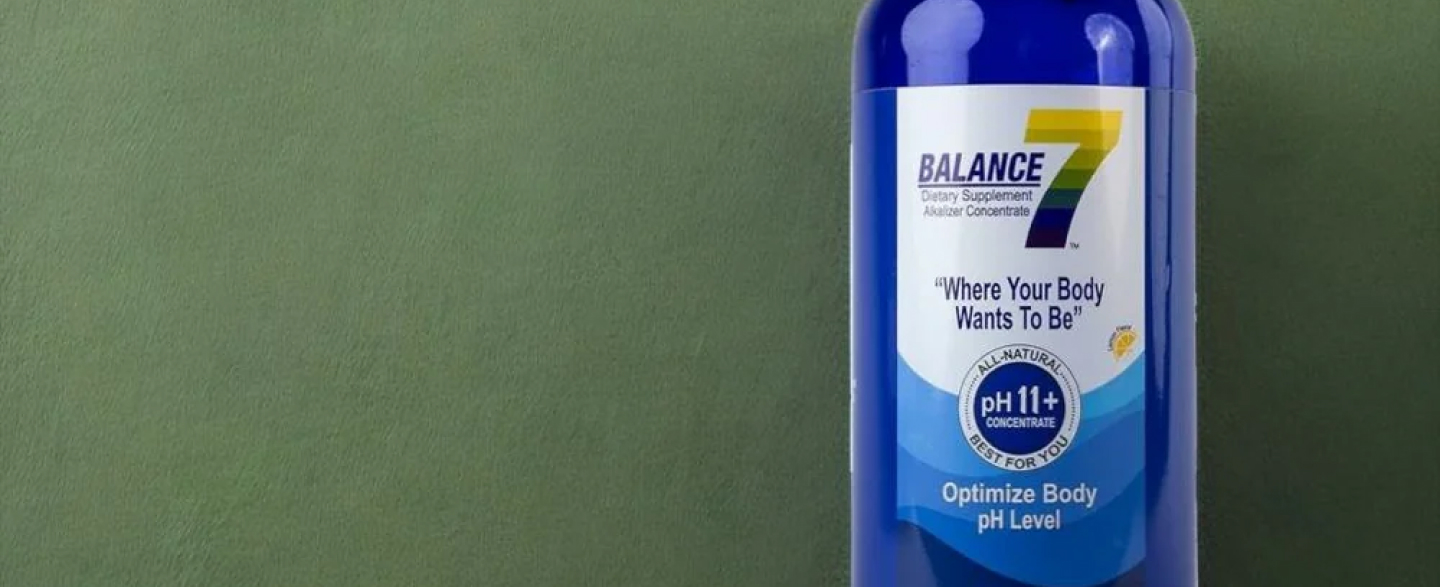 BALANCE 7
Dietary Supplement
Alkalizer Concentrate
TM
“Where Your Body
Wants To Be”
ALL-NATURAL
pH 11+
CONCENTRATE
BEST FOR YOU
Optimize Body
pH Level